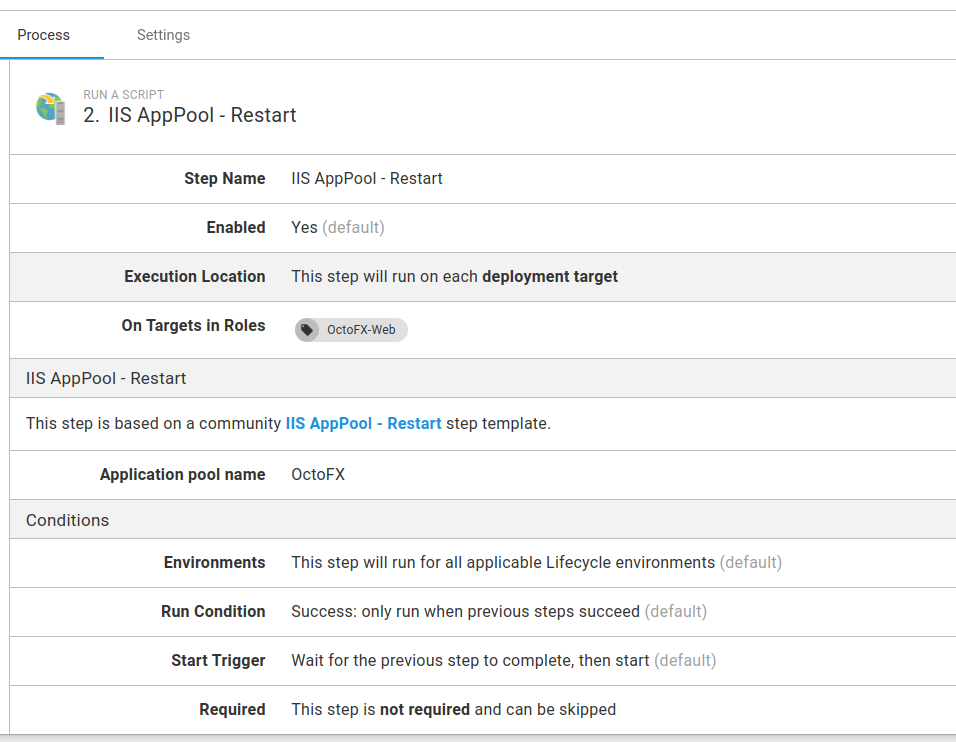 Process Settings
RUN A SCRIPT
2. IIS AppPool - Restart
Step Name IIS AppPool - Restart
Enabled Yes (default)
Execution Location This step will run on each deployment target
On Targets in Roles OctoFX-Web
IIS AppPool - Restart
This step is based on a community IIS AppPool - Restart step template.
Application pool name OctoFX
Conditions
Environments This step will run for all applicable Lifecycle environments (default)
Run Condition Success: only run when previous steps succeed (default)
Start Trigger Wait for the previous step to complete, then start (default)
Required This step is not required and can be skipped